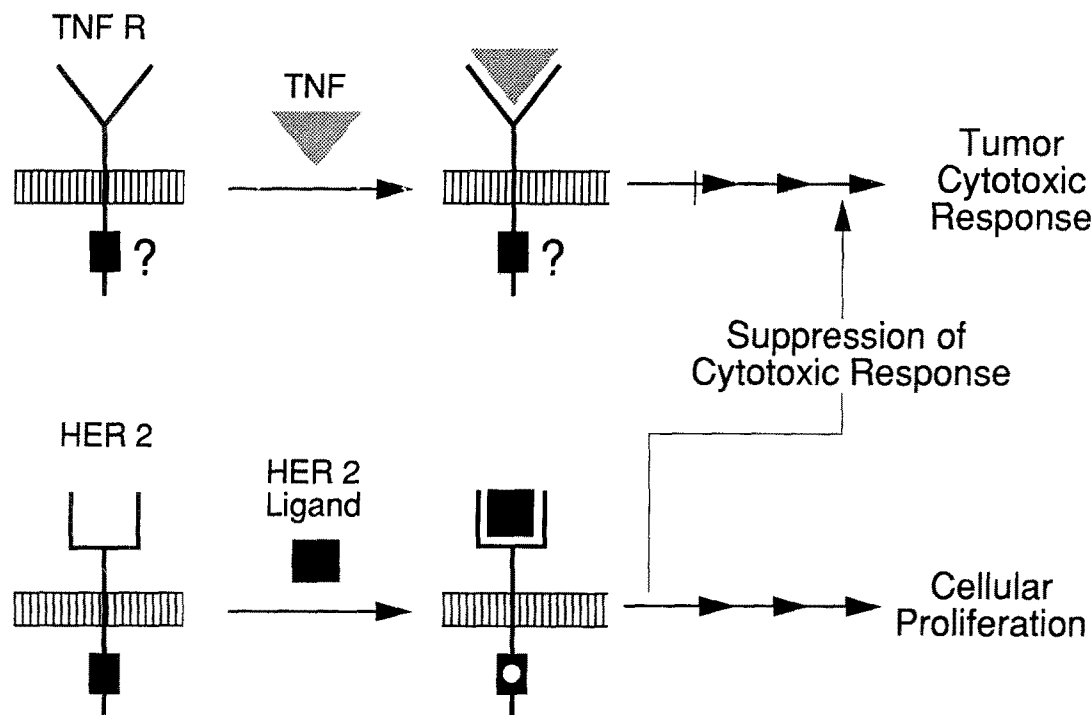 TNF R
TNF
?
?
Tumor
Cytotoxic
Response
Suppression of
Cytotoxic Response
HER 2
HER 2
Ligand
Cellular
Proliferation